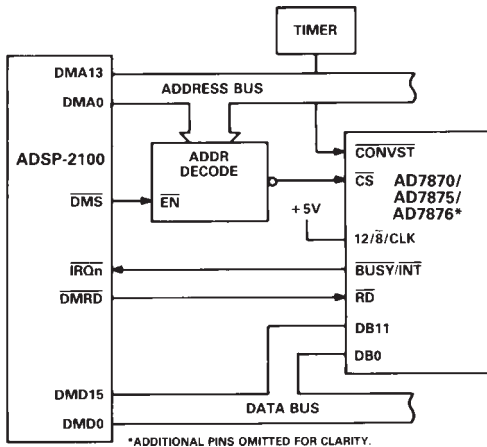 TIMER
DMA13
ADDRESS BUS
DMA0
ADSP-2100
ADDR
DECODE
CONVST
CS
AD7870/
AD7875/
AD7876*
DMS
EN
+5V
12/8/CLK
IRQn
BUSY/INT
DMRD
RD
DB11
DB0
DMD15
DATA BUS
DMD0
*ADDITIONAL PINS OMITTED FOR CLARITY.